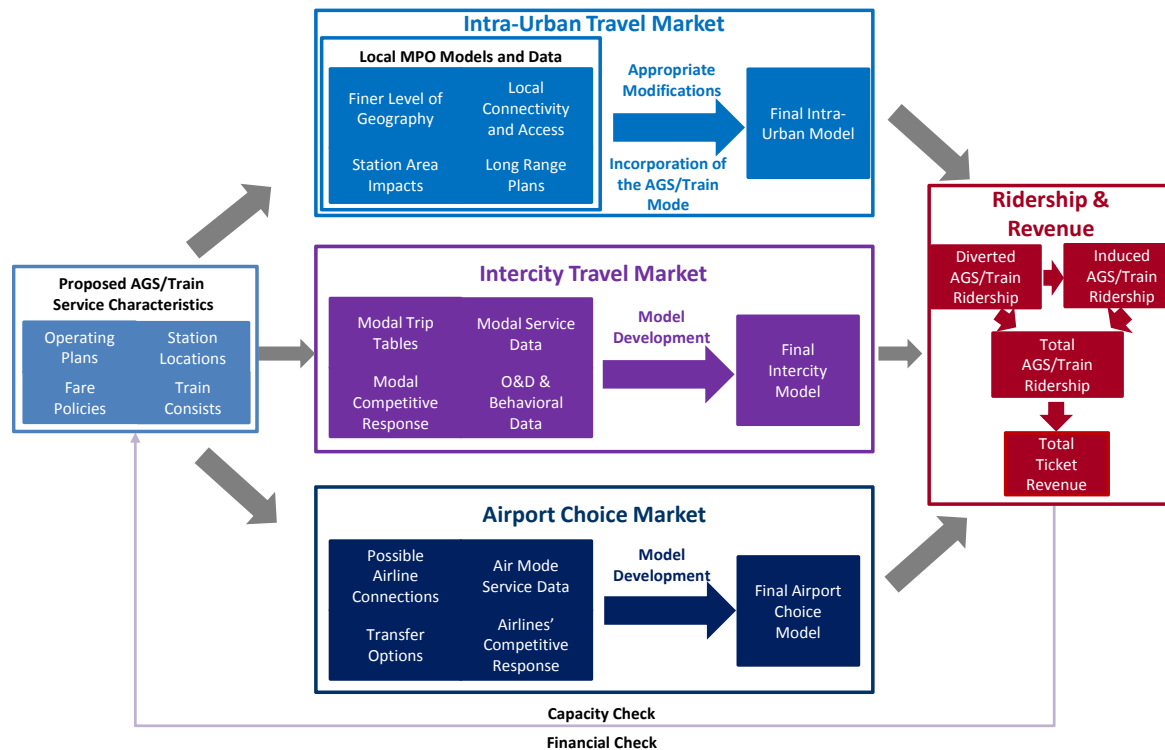 Intra-Urban Travel Market
Local MPO Models and Data
Finer Level of
Geography
Local
Connectivity
and Access
Station Area
Impacts
Long Range
Plans
Appropriate
Modifications
Incorporation of
the AGS/Train
Mode
Final Intra-
Urban Model
Proposed AGS/Train
Service Characteristics
Operating
Plans
Station
Locations
Fare
Policies
Train
Consists
Intercity Travel Market
Modal Trip
Tables
Modal Service
Data
Modal
Competitive
Response
O&D &
Behavioral
Data
Model
Development
Final
Intercity
Model
Airport Choice Market
Possible
Airline
Connections
Air Mode
Service Data
Transfer
Options
Airlines'
Competitive
Response
Model
Development
Final Airport
Choice
Model
Ridership &
Revenue
Diverted
AGS/Train
Ridership
Induced
AGS/Train
Ridership
Total
AGS/Train
Ridership
Total
Ticket
Revenue
Capacity Check
Financial Check